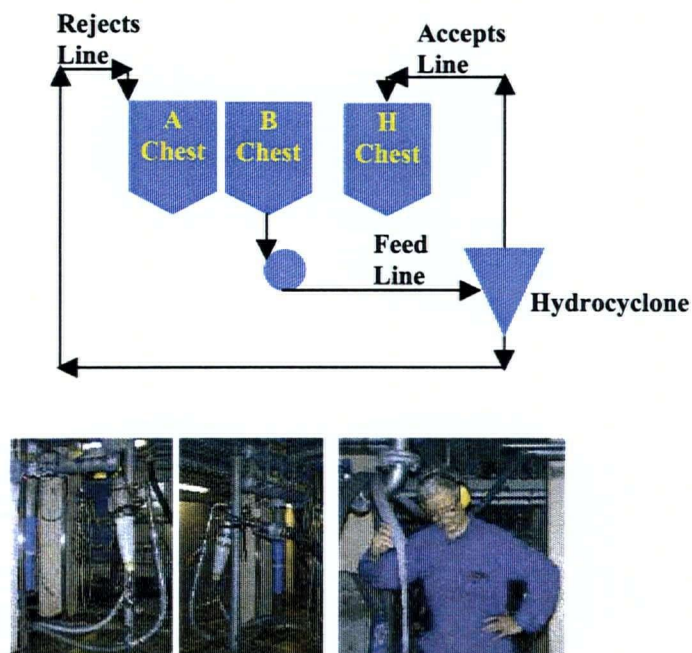 Rejects
Line
Accepts
Line
A
Chest
B
Chest
H
Chest
Feed
Line
Hydrocyclone